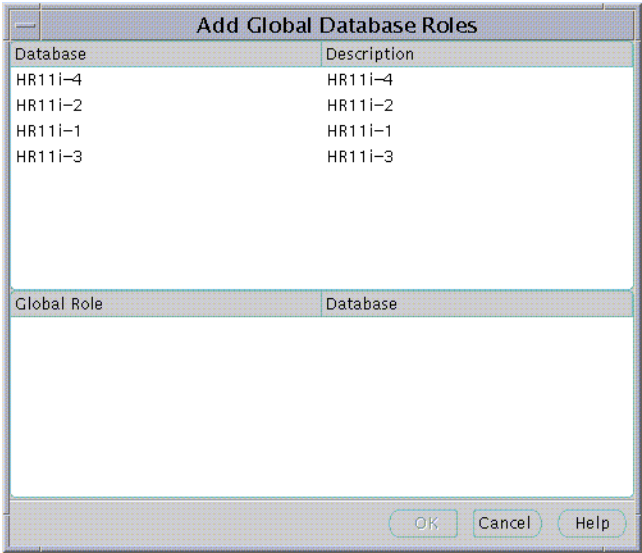 Add Global Database Roles
Database Description
HR11i-4 HR11i-4
HR11i-2 HR11i-2
HR11i-1 HR11i-1
HR11i-3 HR11i-3
Global Role Database
OK Cancel Help